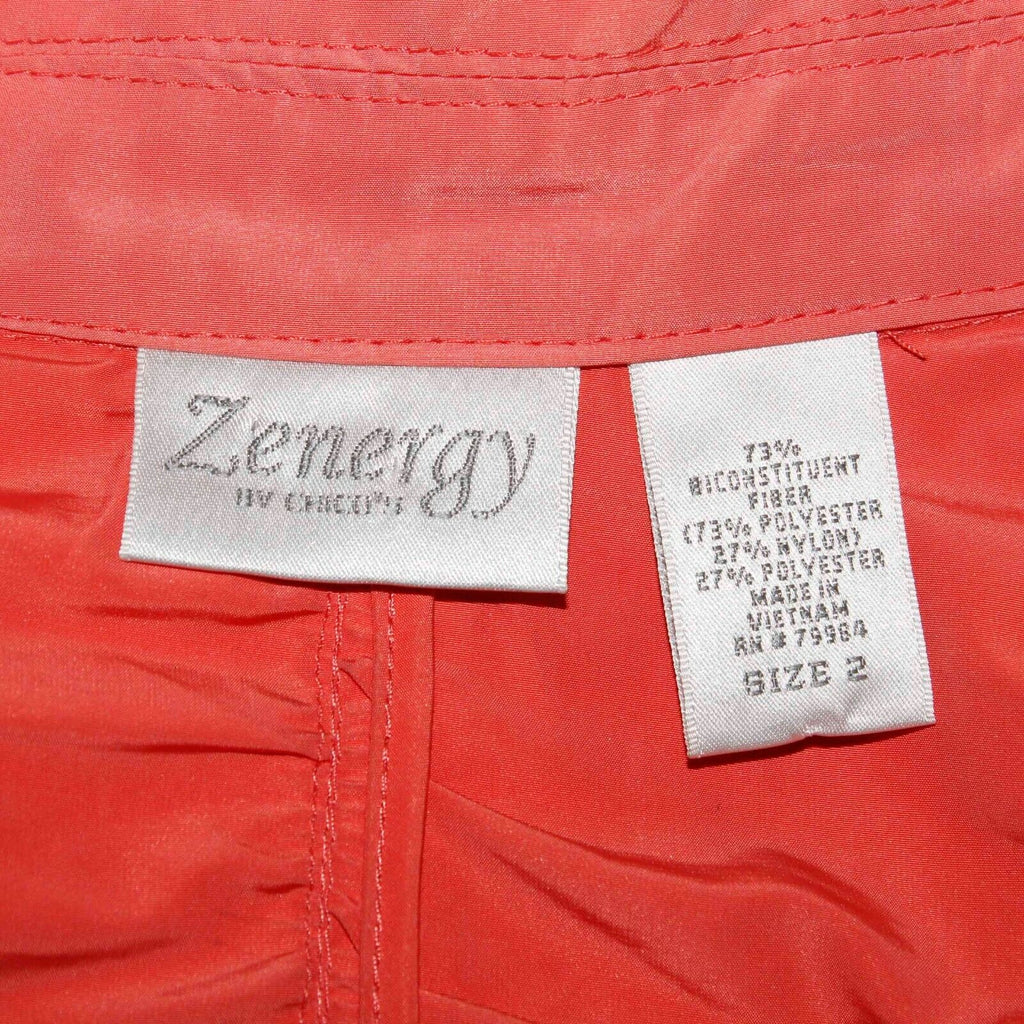 Zenergy
BY CHICO'S
73%
BICONSTITUENT
FIBER
(73% POLYESTER
27% NYLON)
27% POLYESTER
MADE IN
VIETNAM
RN # 79984
SIZE 2